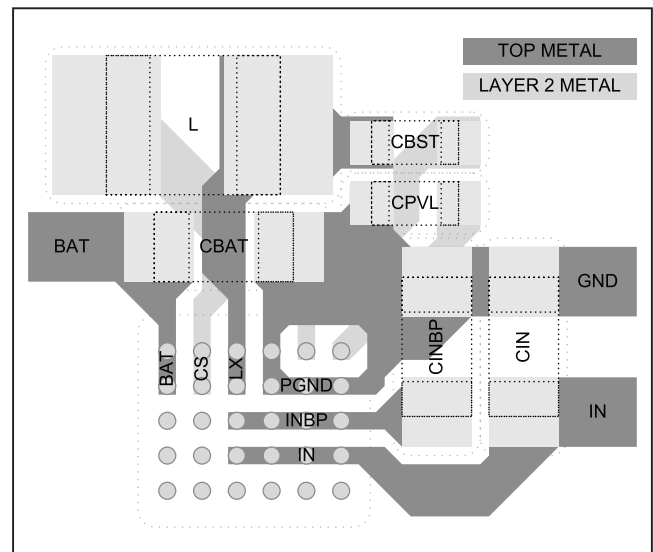 TOP METAL
LAYER 2 METAL
L
CBST
CPVL
BAT
CBAT
GND
CINBP
CIN
BAT
CS
LX
PGND
INBP
IN
IN